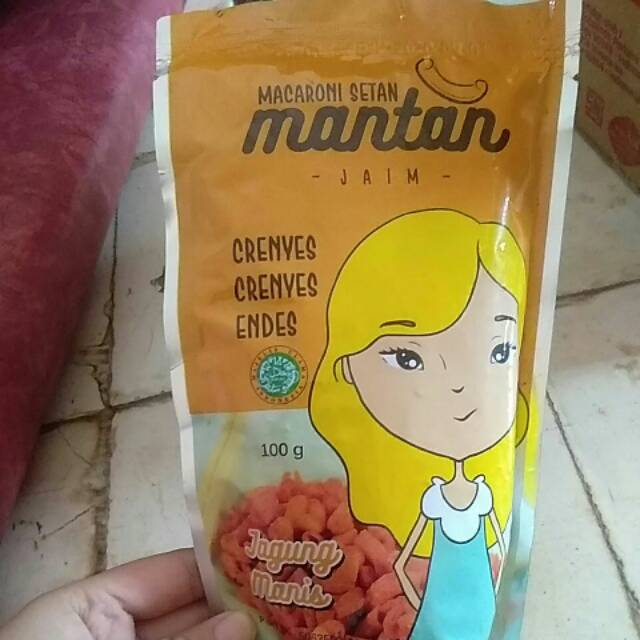 MACARONI SETAN
mantan
- JAIM -
CRENYES
CRENYES
ENDES
100 g
Jagung
Manis